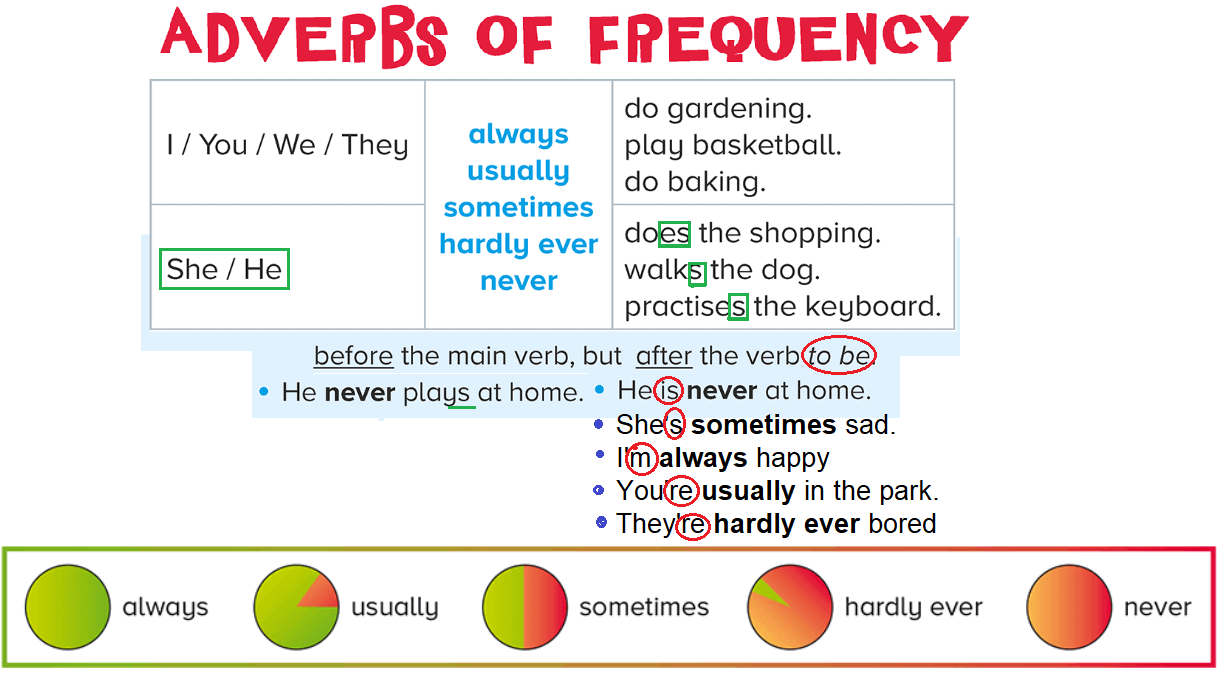 ADVERBS OF FREQUENCY
I / You / We / They
always
usually
sometimes
hardly ever
never
do gardening.
play basketball.
do baking.
She / He
does the shopping.
walks the dog.
practises the keyboard.
before the main verb, but after the verb to be.
• He never plays at home.
• He is never at home.
• She's sometimes sad.
• I'm always happy
• You're usually in the park.
• They're hardly ever bored
always usually sometimes hardly ever never